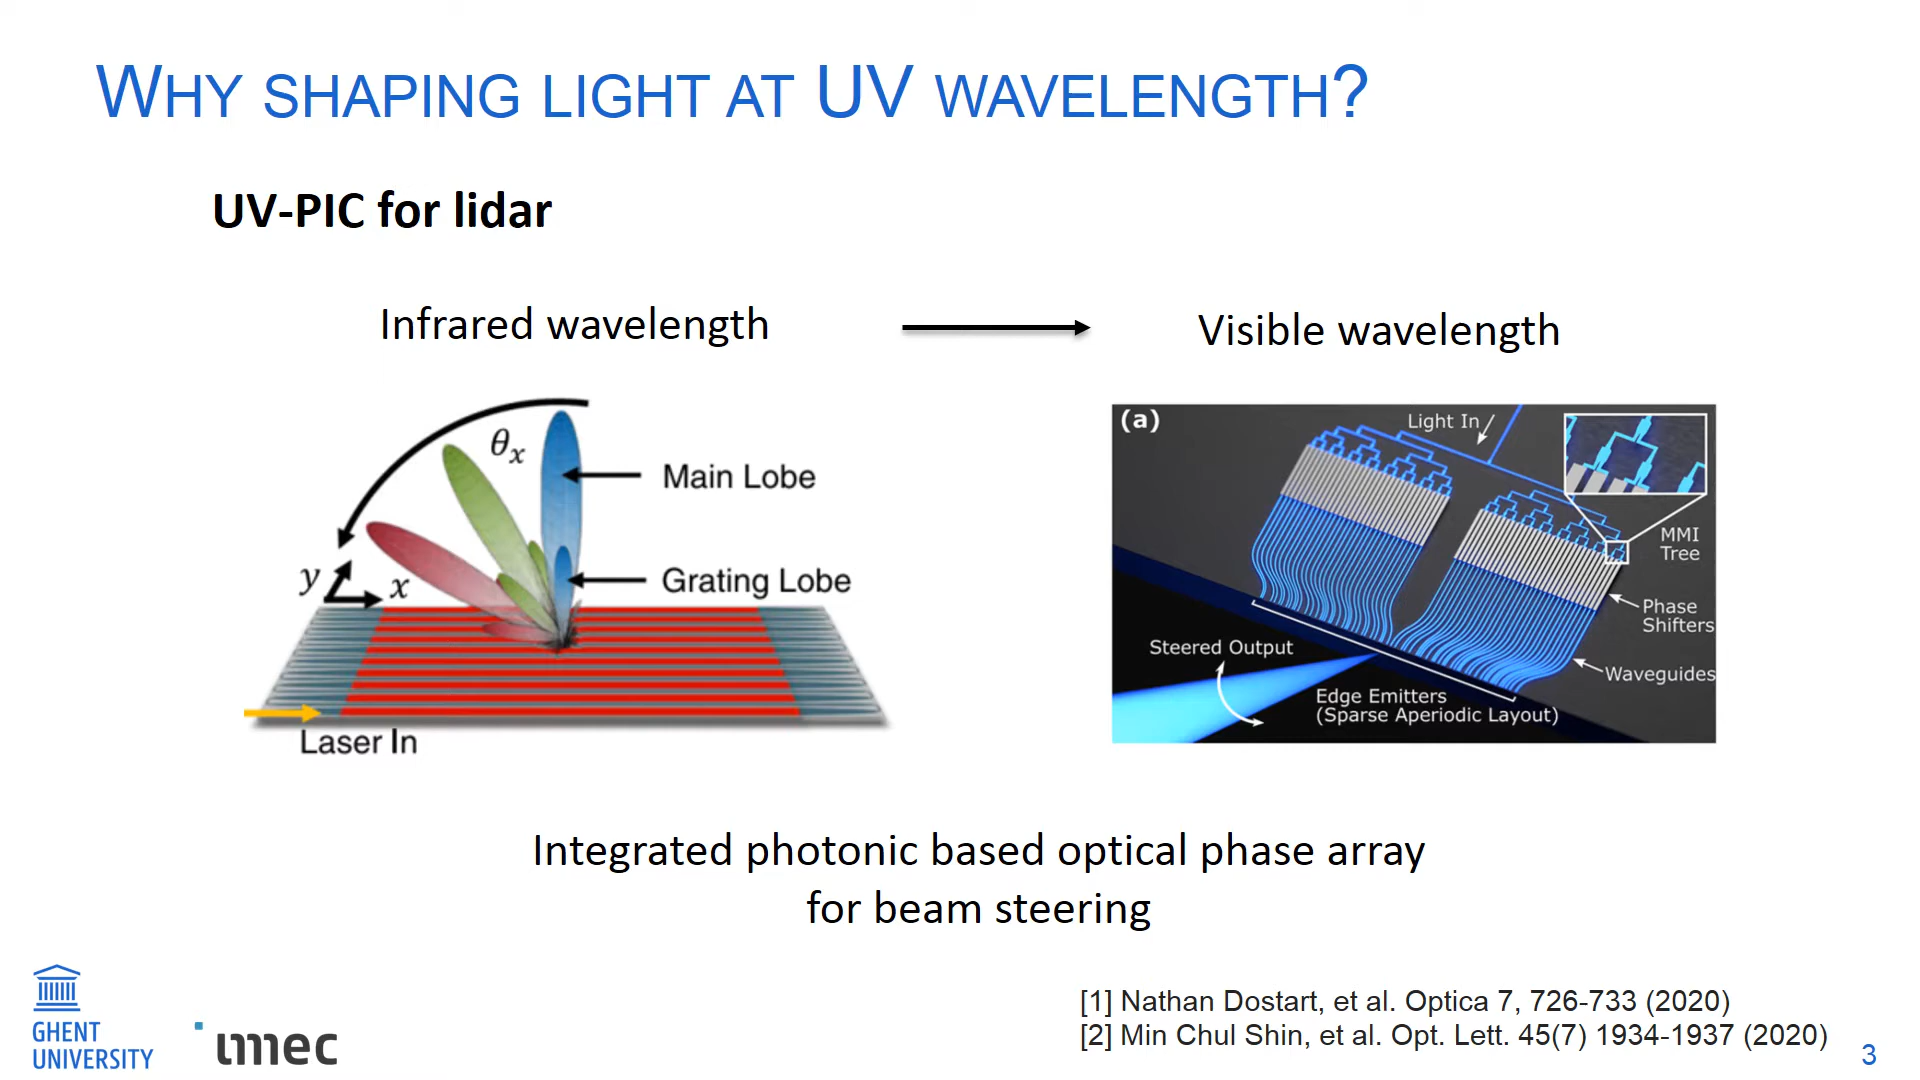 WHY SHAPING LIGHT AT UV WAVELENGTH?
UV-PIC for lidar
Infrared wavelength
Visible wavelength
θx
Main Lobe
Grating Lobe
y
x
Laser In
(a)
Light In
MMI
Tree
Phase
Shifters
Waveguides
Steered Output
Edge Emitters
(Sparse Aperiodic Layout)
Integrated photonic based optical phase array
for beam steering
[1] Nathan Dostart, et al. Optica 7, 726-733 (2020)
[2] Min Chul Shin, et al. Opt. Lett. 45(7) 1934-1937 (2020)
GHENT
UNIVERSITY
imec
3